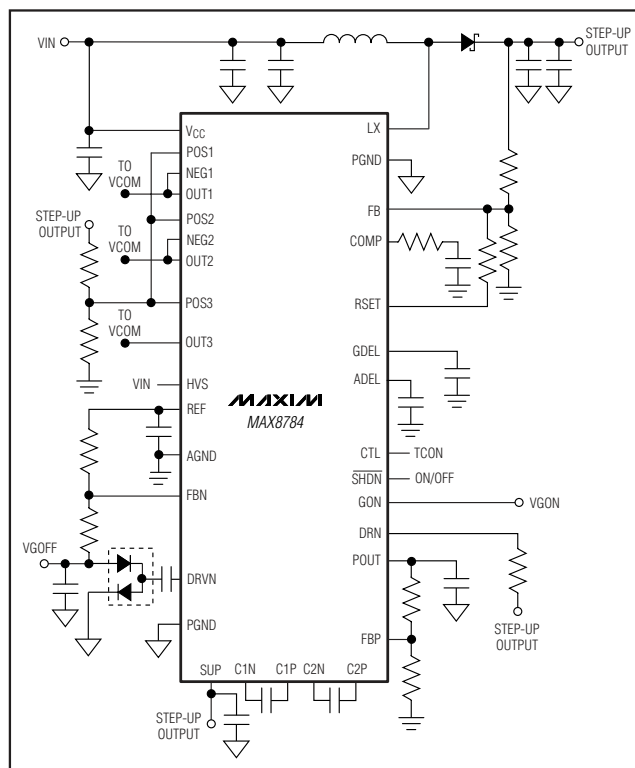 VIN
STEP-UP
OUTPUT
VCC
POS1
NEG1
OUT1
POS2
NEG2
OUT2
POS3
OUT3
HVS
REF
AGND
FBN
DRVN
PGND
SUP
C1N
C1P
C2N
C2P
LX
PGND
FB
COMP
RSET
GDEL
ADEL
CTL
SHDN
GON
DRN
POUT
FBP
MAXIM
MAX8784
TO
VCOM
STEP-UP
OUTPUT
TO
VCOM
TO
VCOM
VIN
VGOFF
STEP-UP
OUTPUT
TCON
ON/OFF
VGON
STEP-UP
OUTPUT